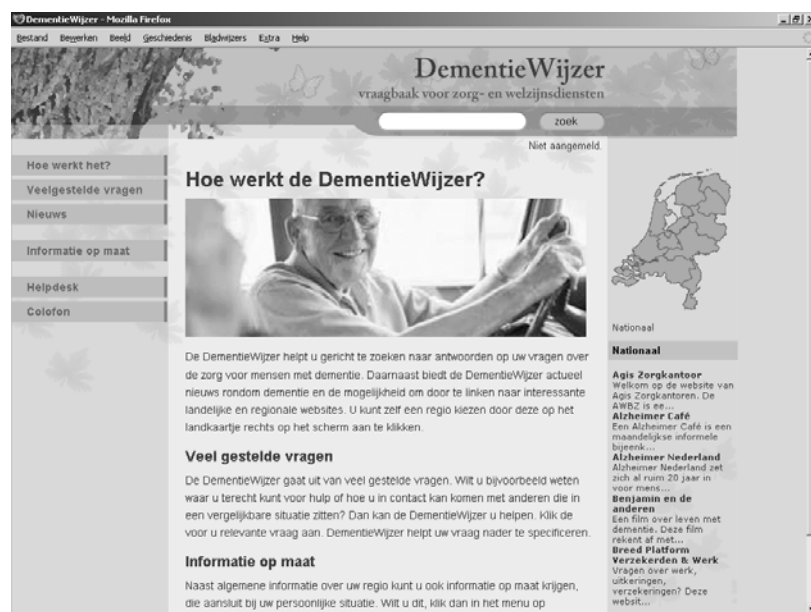 DementieWijzer - Mozilla Firefox
Bestand Bewerken Beeld Geschiedenis Bladwijzers Extra Help
DementieWijzer
vraagbaak voor zorg- en welzijnsdiensten
zoek
Niet aangemeld.
Hoe werkt het?
Veelgestelde vragen
Nieuws
Informatie op maat
Helpdesk
Colofon
Hoe werkt de DementieWijzer?
De DementieWijzer helpt u gericht te zoeken naar antwoorden op uw vragen over
de zorg voor mensen met dementie. Daarnaast biedt de DementieWijzer actueel
nieuws rondom dementie en de mogelijkheid om door te linken naar interessante
landelijke en regionale websites. U kunt zelf een regio kiezen door deze op het
landkaartje rechts op het scherm aan te klikken.
Veel gestelde vragen
De DementieWijzer gaat uit van veel gestelde vragen. Wilt u bijvoorbeeld weten
waar u terecht kunt voor hulp of hoe u in contact kan komen met anderen die in
een vergelijkbare situatie zitten? Dan kan de DementieWijzer u helpen. Klik de
voor u relevante vraag aan. DementieWijzer helpt uw vraag nader te specificeren.
Informatie op maat
Naast algemene informatie over uw regio kunt u ook informatie op maat krijgen,
die aansluit bij uw persoonlijke situatie. Wilt u dit, klik dan in het menu op
Nationaal
Nationaal
Agis Zorgkantoor
Welkom op de website van
Agis Zorgkantoren. De
AWBZ is ee...
Alzheimer Café
Een Alzheimer Café is een
maandelijkse informele
bijeenk...
Alzheimer Nederland
Alzheimer Nederland zet
zich al ruim 20 jaar in
voor mens...
Benjamin en de
anderen
Een film over leven met
dementie. Deze film
rekent af met...
Breed Platform
Verzekerden & Werk
Vragen over werk,
uitkeringen,
verzekeringen? Deze
websit...